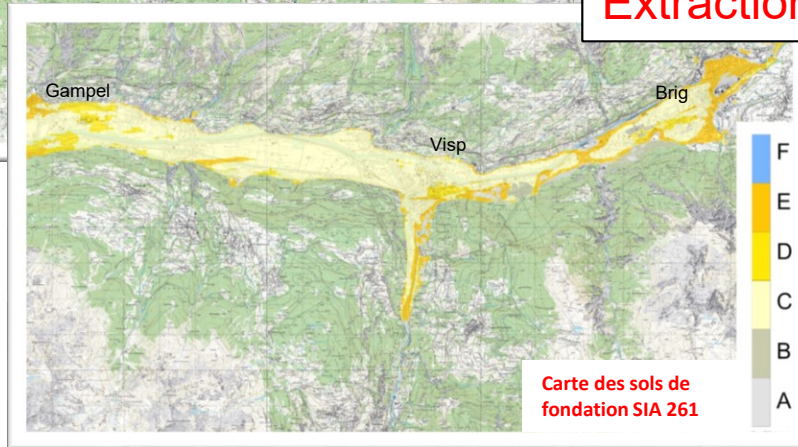 Extraction
Gampel
Visp
Brig
F
E
D
C
B
A
Carte des sols de
fondation SIA 261